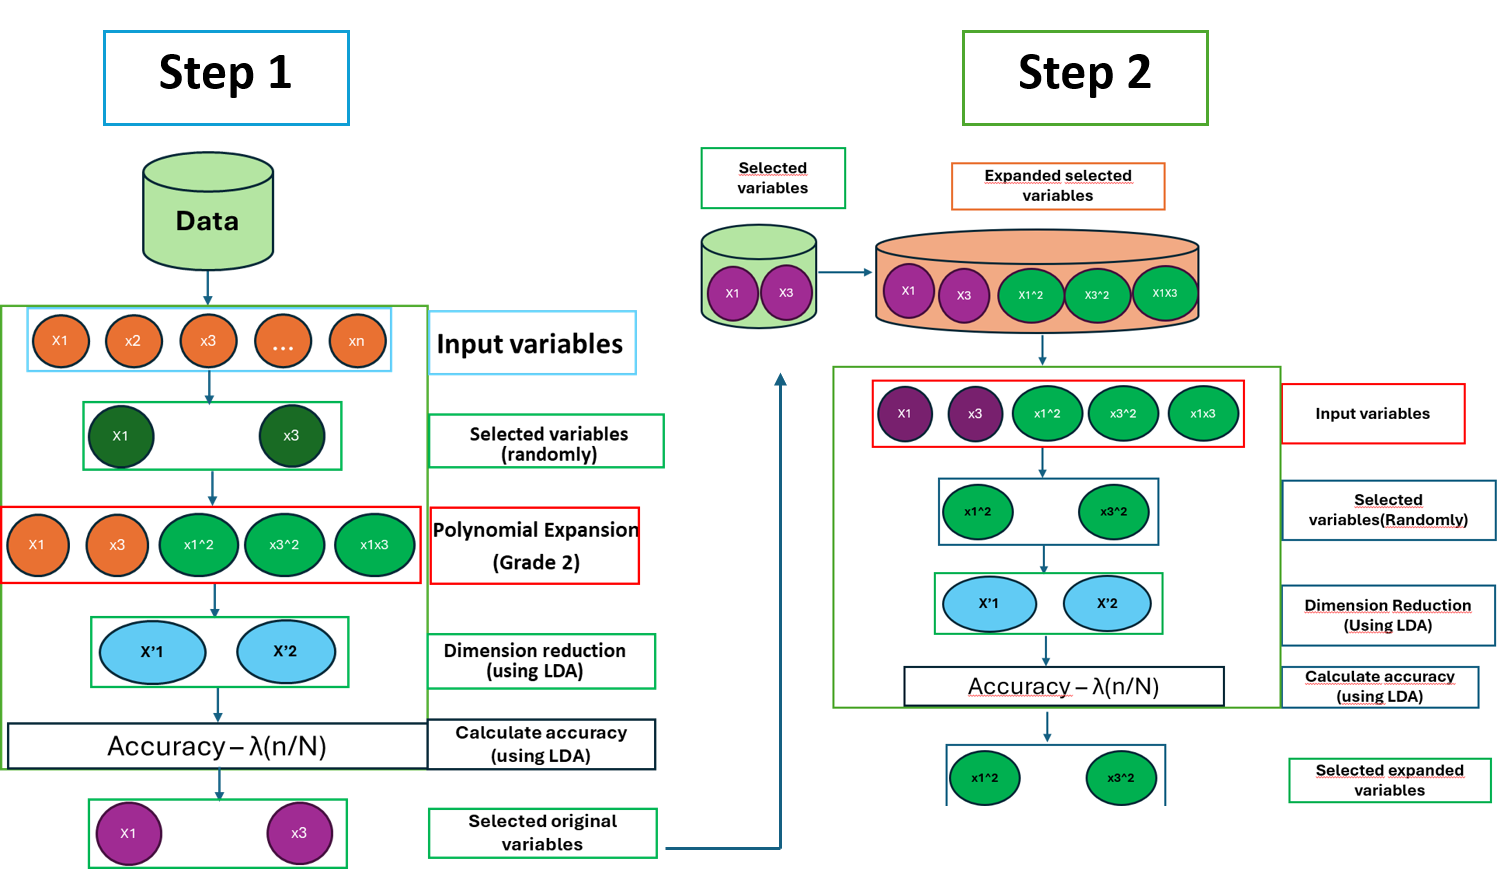 Step 1
Data
X1 x2 x3 ... xn
Input variables
X1 x3
Selected variables
(randomly)
X1 x3 x1^2 x3^2 x1x3
Polynomial Expansion
(Grade 2)
X’1 X’2
Dimension reduction
(using LDA)
Accuracy – λ(n/N)
Calculate accuracy
(using LDA)
X1 x3
Selected original
variables
Step 2
Selected
variables
Expanded selected
variables
X1 X3
X1 X3 X1^2 X3^2 X1X3
X1 x3 x1^2 x3^2 x1x3
Input variables
x1^2 x3^2
Selected
variables(Randomly)
X’1 X’2
Dimension Reduction
(Using LDA)
Accuracy – λ(n/N)
Calculate accuracy
(using LDA)
x1^2 x3^2
Selected expanded
variables